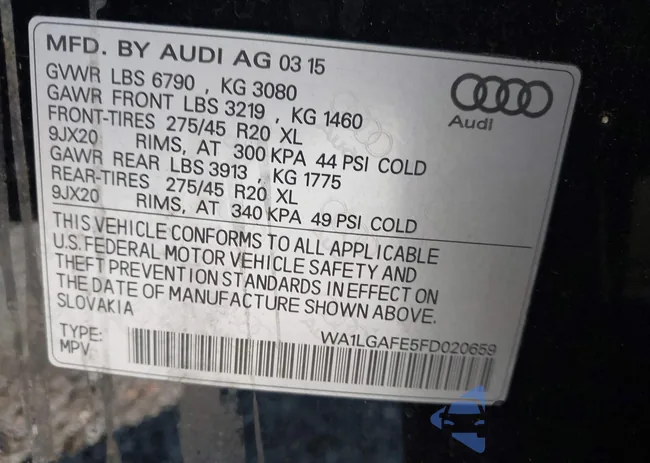 MFD. BY AUDI AG 03 15
GVWR LBS 6790 , KG 3080
GAWR FRONT LBS 3219 , KG 1460
FRONT-TIRES 275/45 R20 XL
9JX20 RIMS, AT 300 KPA 44 PSI COLD
GAWR REAR LBS 3913 , KG 1775
REAR-TIRES 275/45 R20 XL
9JX20 RIMS, AT 340 KPA 49 PSI COLD
Audi
THIS VEHICLE CONFORMS TO ALL APPLICABLE
U.S. FEDERAL MOTOR VEHICLE SAFETY AND
THEFT PREVENTION STANDARDS IN EFFECT ON
THE DATE OF MANUFACTURE SHOWN ABOVE.
SLOVAKIA
TYPE: WA1LGAFE5FD020659
MPV